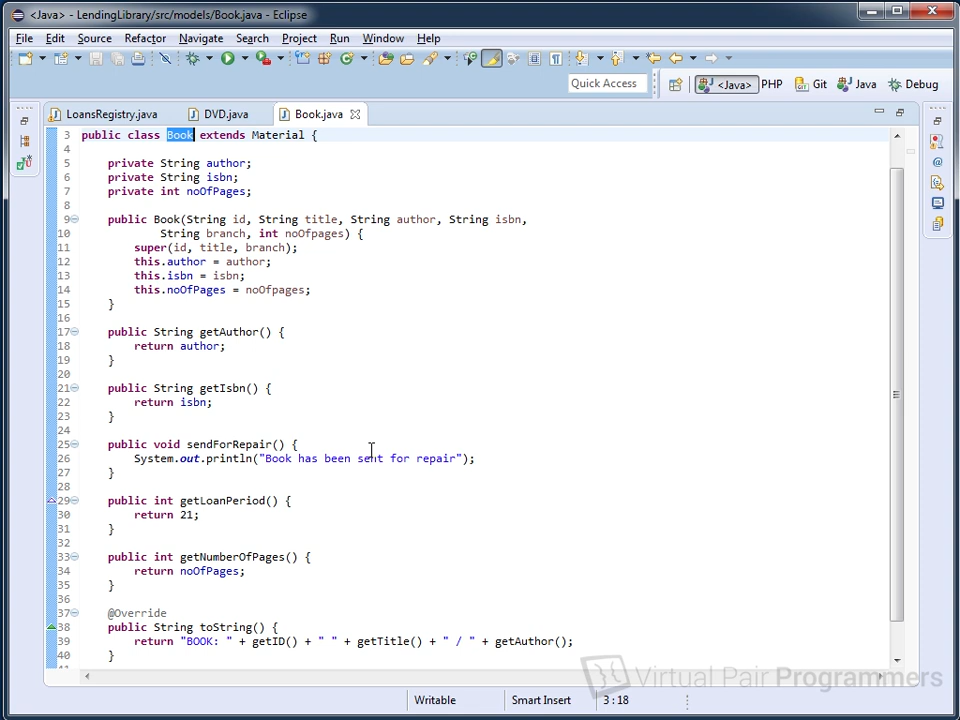 <Java> - LendingLibrary/src/models/Book.java - Eclipse
File Edit Source Refactor Navigate Search Project Run Window Help
Quick Access <Java> PHP Git Java Debug
LoansRegistry.java DVD.java Book.java
3 public class Book extends Material {
4
5 private String author;
6 private String isbn;
7 private int noOfPages;
8
9 public Book(String id, String title, String author, String isbn,
10 String branch, int noOfpages) {
11 super(id, title, branch);
12 this.author = author;
13 this.isbn = isbn;
14 this.noOfPages = noOfpages;
15 }
16
17 public String getAuthor() {
18 return author;
19 }
20
21 public String getIsbn() {
22 return isbn;
23 }
24
25 public void sendForRepair() {
26 System.out.println("Book has been sent for repair");
27 }
28
29 public int getLoanPeriod() {
30 return 21;
31 }
32
33 public int getNumberOfPages() {
34 return noOfPages;
35 }
36
37 @Override
38 public String toString() {
39 return "BOOK: " + getID() + " " + getTitle() + " / " + getAuthor();
40 }
41
Virtual Pair Programmers
Writable Smart Insert 3:18